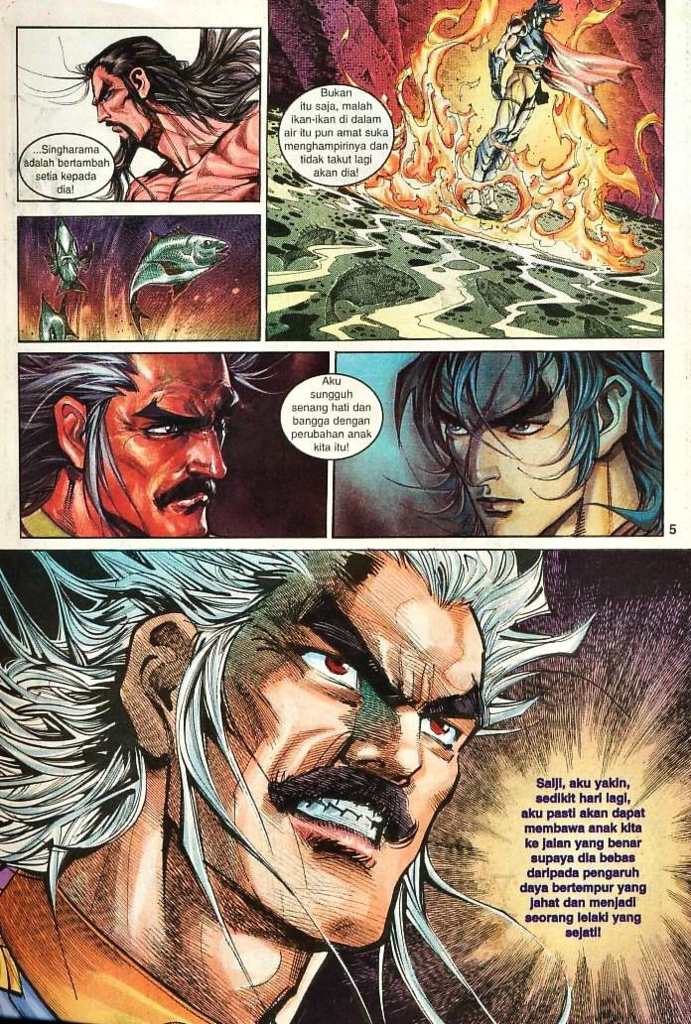 ...Singharama
adalah bertambah
setia kepada
dia!
Bukan
itu saja, malah
ikan-ikan di dalam
air itu pun amat suka
menghampirinya dan
tidak takut lagi
akan dia!
Aku
sungguh
senang hati dan
bangga dengan
perubahan anak
kita itu!
5
Saiji, aku yakin,
sedikit hari lagi,
aku pasti akan dapat
membawa anak kita
ke jalan yang benar
supaya dia bebas
daripada pengaruh
daya bertempur yang
jahat dan menjadi
seorang lelaki yang
sejati!